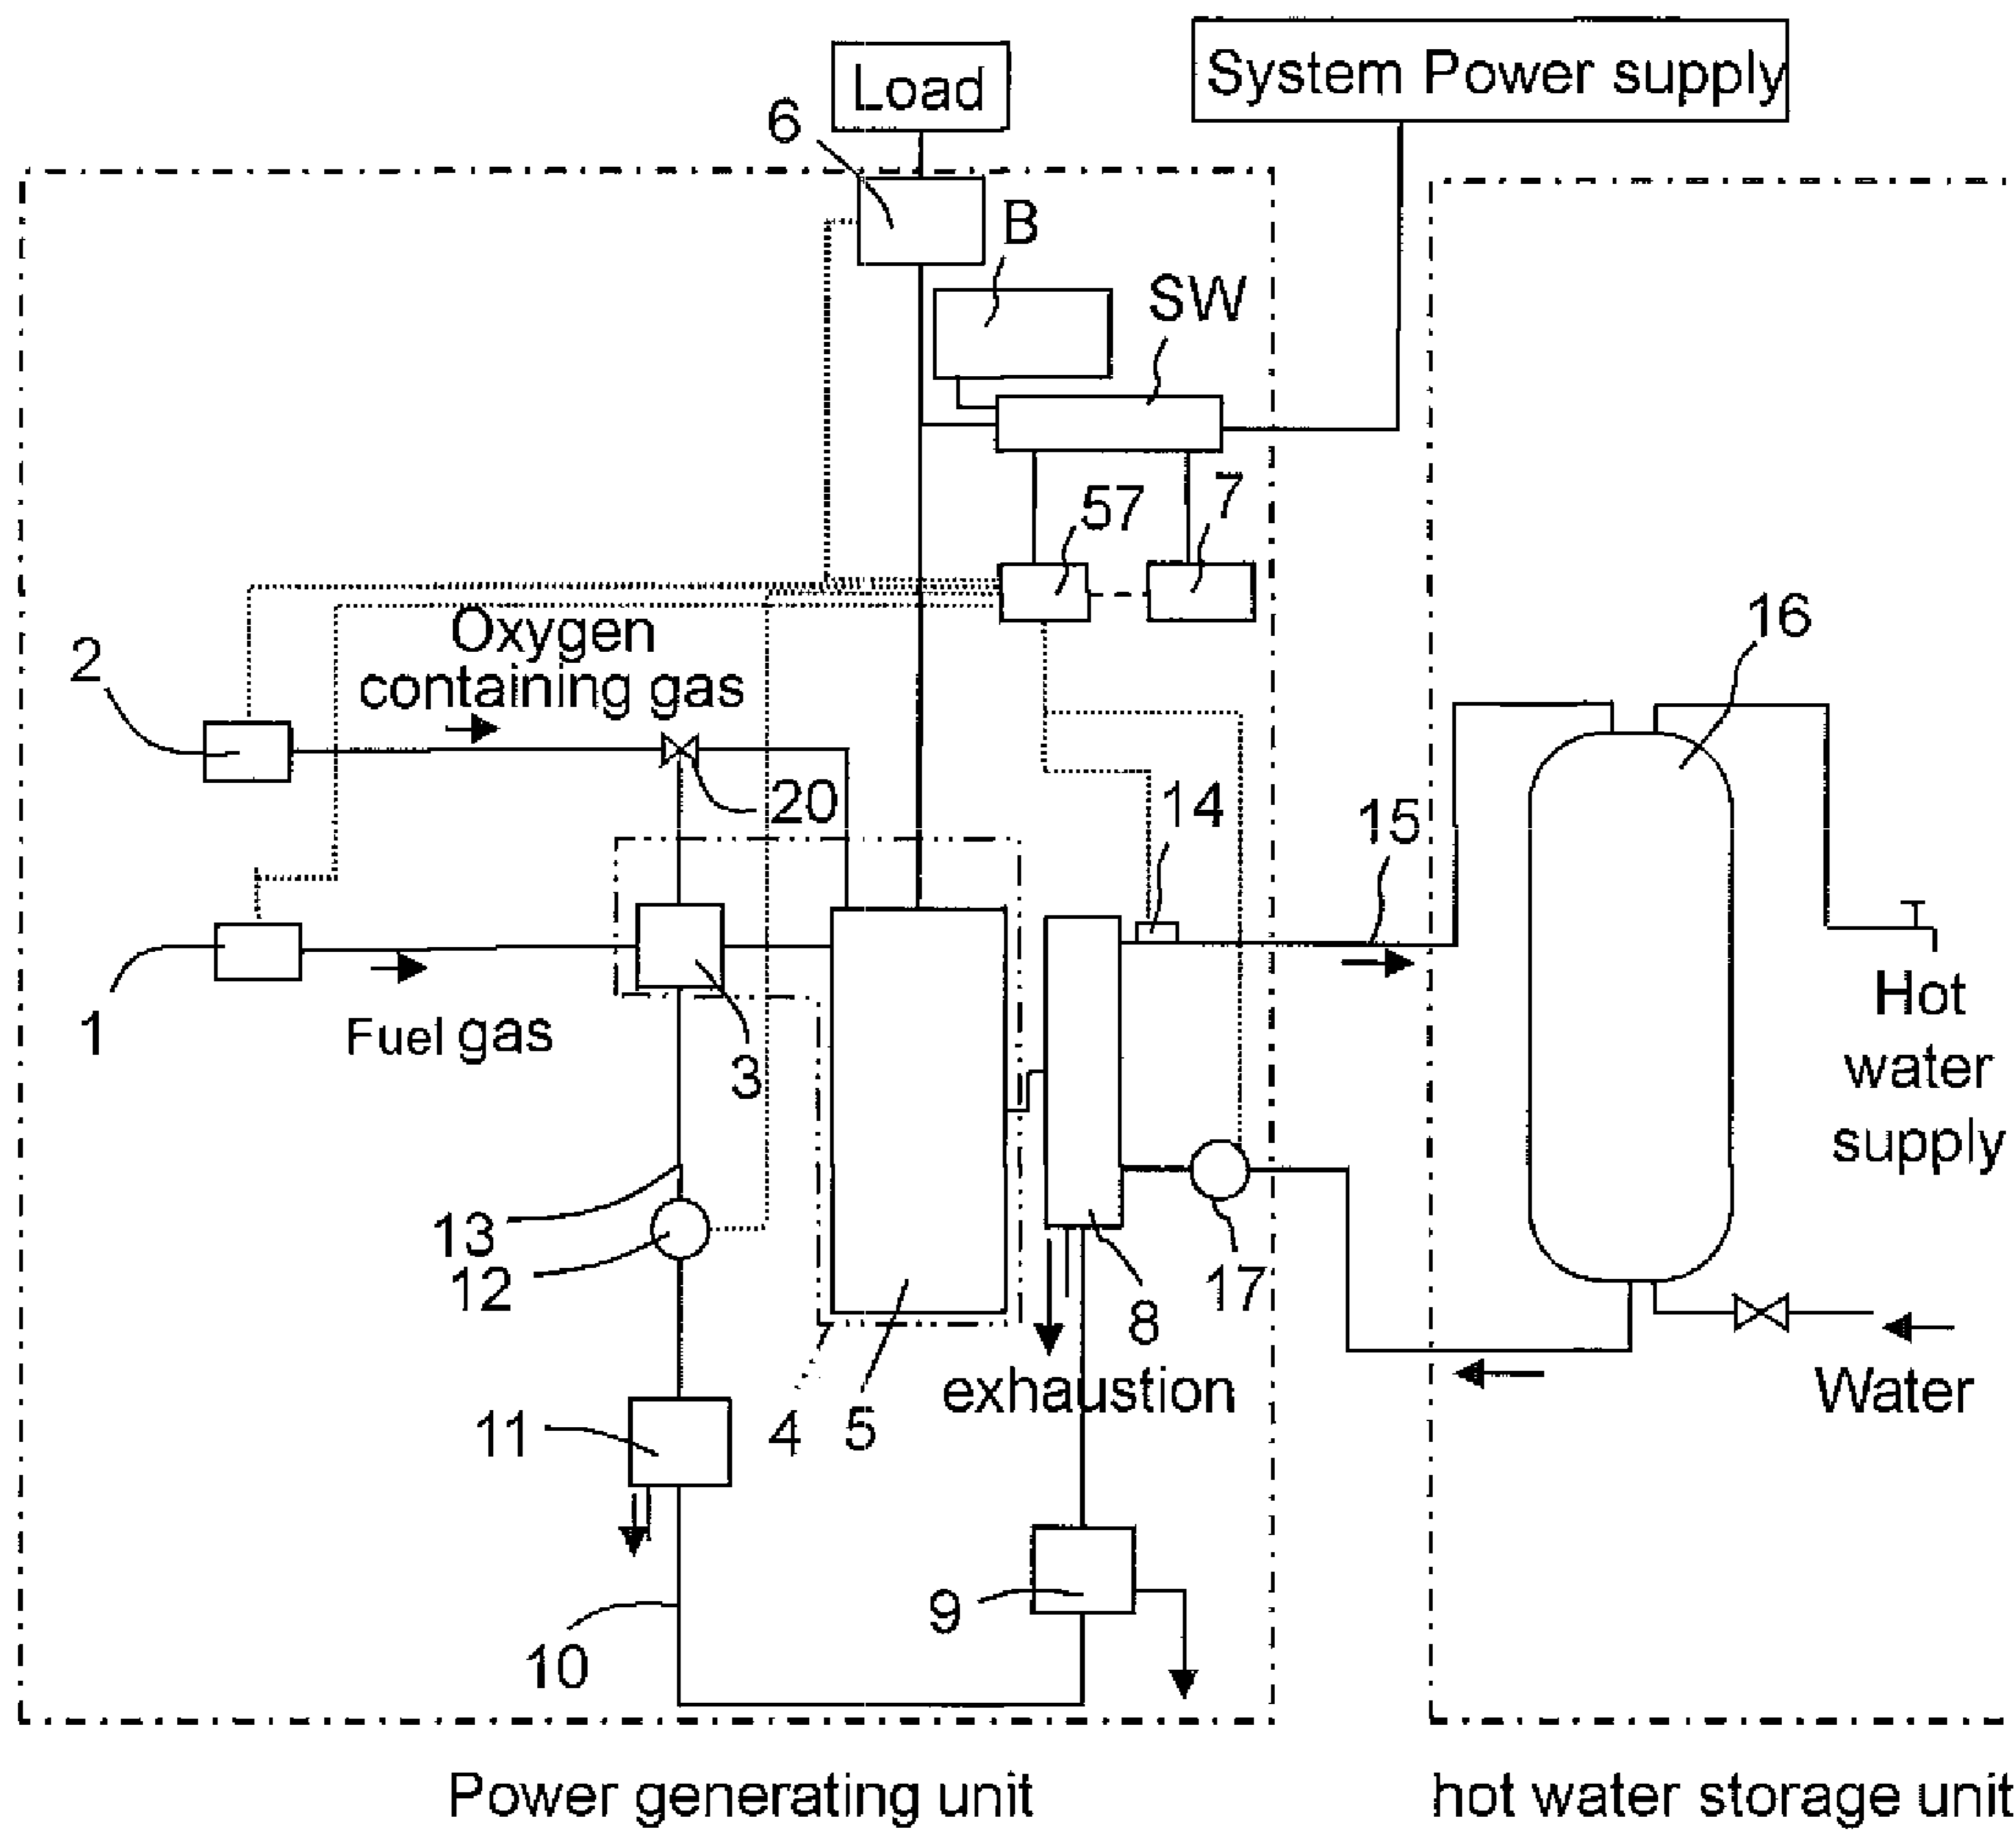 System Power supply
Load
6
B
SW
57
7
2
Oxygen
containing gas
16
20
14
15
1
Fuel gas
3
Hot
water
supply
13
12
17
8
4
5
exhaustion
Water
11
9
10
Power generating unit
hot water storage unit